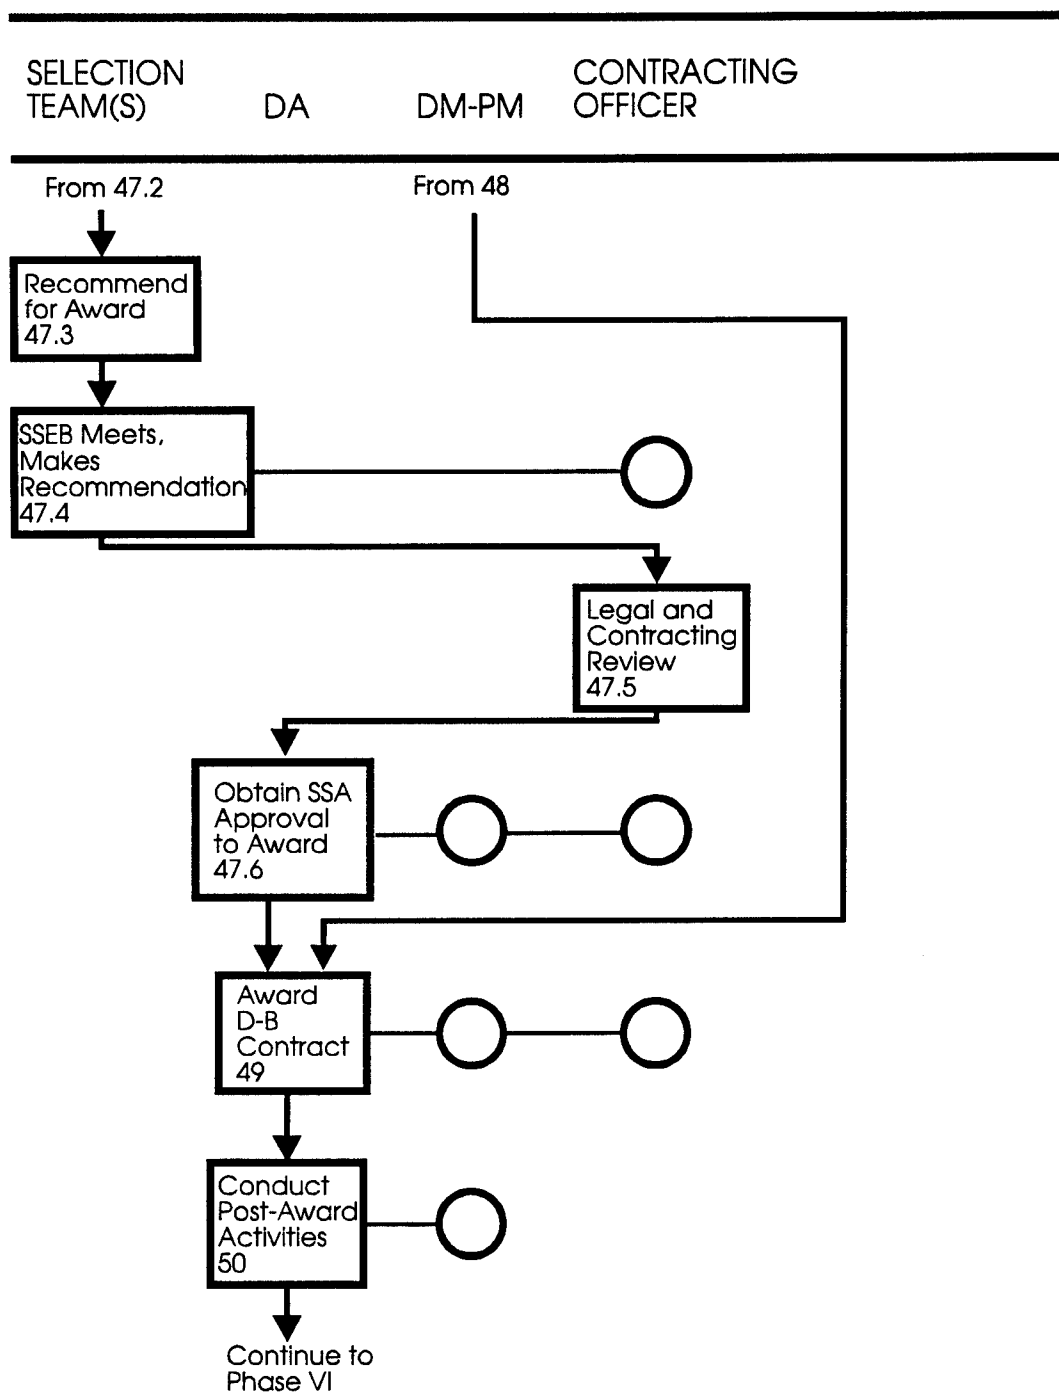 SELECTION
TEAM(S)
DA
DM-PM
CONTRACTING
OFFICER
From 47.2
From 48
Recommend
for Award
47.3
SSEB Meets,
Makes
Recommendation
47.4
Legal and
Contracting
Review
47.5
Obtain SSA
Approval
to Award
47.6
Award
D-B
Contract
49
Conduct
Post-Award
Activities
50
Continue to
Phase VI